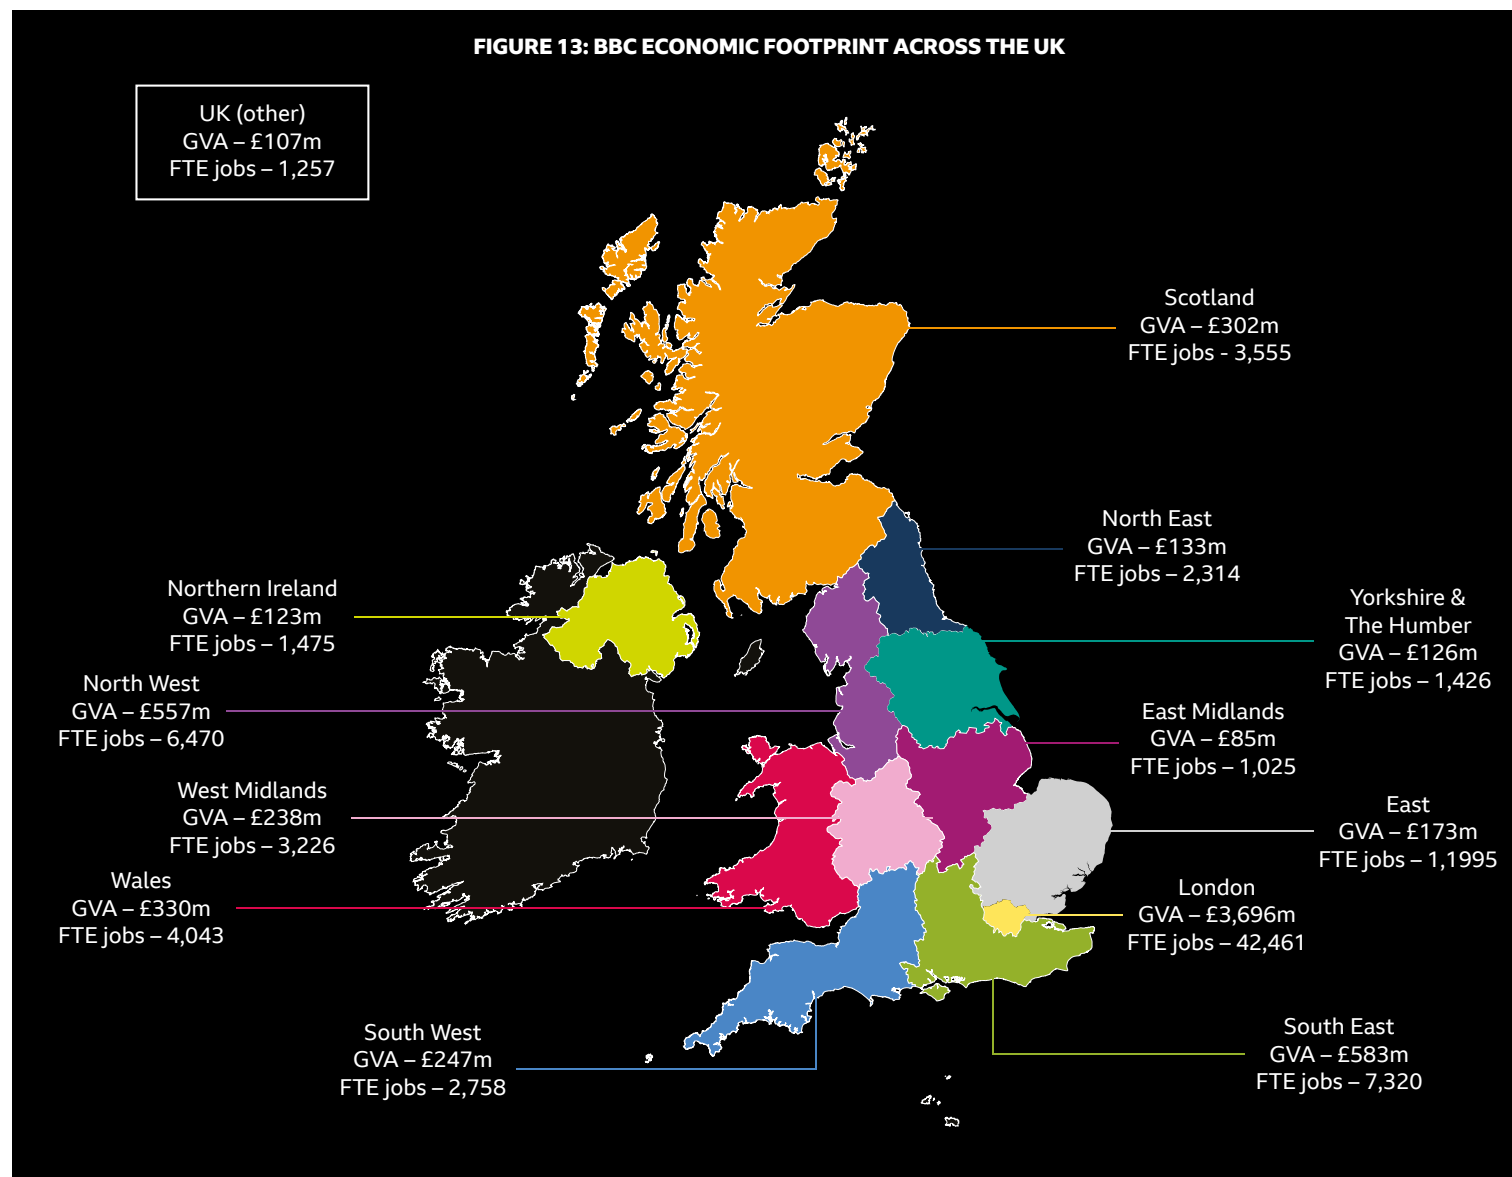 FIGURE 13: BBC ECONOMIC FOOTPRINT ACROSS THE UK
UK (other)
GVA – £107m
FTE jobs – 1,257
Scotland
GVA – £302m
FTE jobs - 3,555
North East
GVA – £133m
FTE jobs – 2,314
Northern Ireland
GVA – £123m
FTE jobs – 1,475
Yorkshire &
The Humber
GVA – £126m
FTE jobs – 1,426
North West
GVA – £557m
FTE jobs – 6,470
East Midlands
GVA – £85m
FTE jobs – 1,025
West Midlands
GVA – £238m
FTE jobs – 3,226
East
GVA – £173m
FTE jobs – 1,1995
Wales
GVA – £330m
FTE jobs – 4,043
London
GVA – £3,696m
FTE jobs – 42,461
South West
GVA – £247m
FTE jobs – 2,758
South East
GVA – £583m
FTE jobs – 7,320